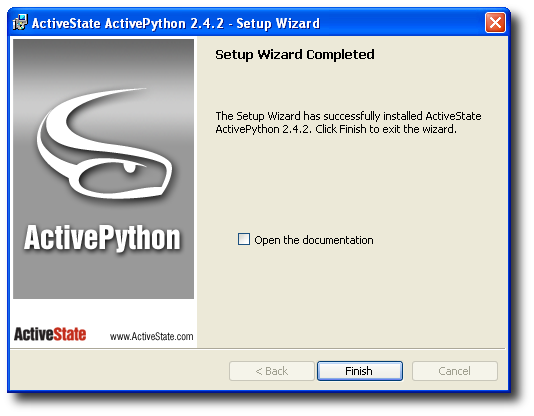 ActiveState ActivePython 2.4.2 - Setup Wizard
Setup Wizard Completed
The Setup Wizard has successfully installed ActiveState
ActivePython 2.4.2. Click Finish to exit the wizard.
ActivePython
Open the documentation
ActiveState www.ActiveState.com
< Back Finish Cancel